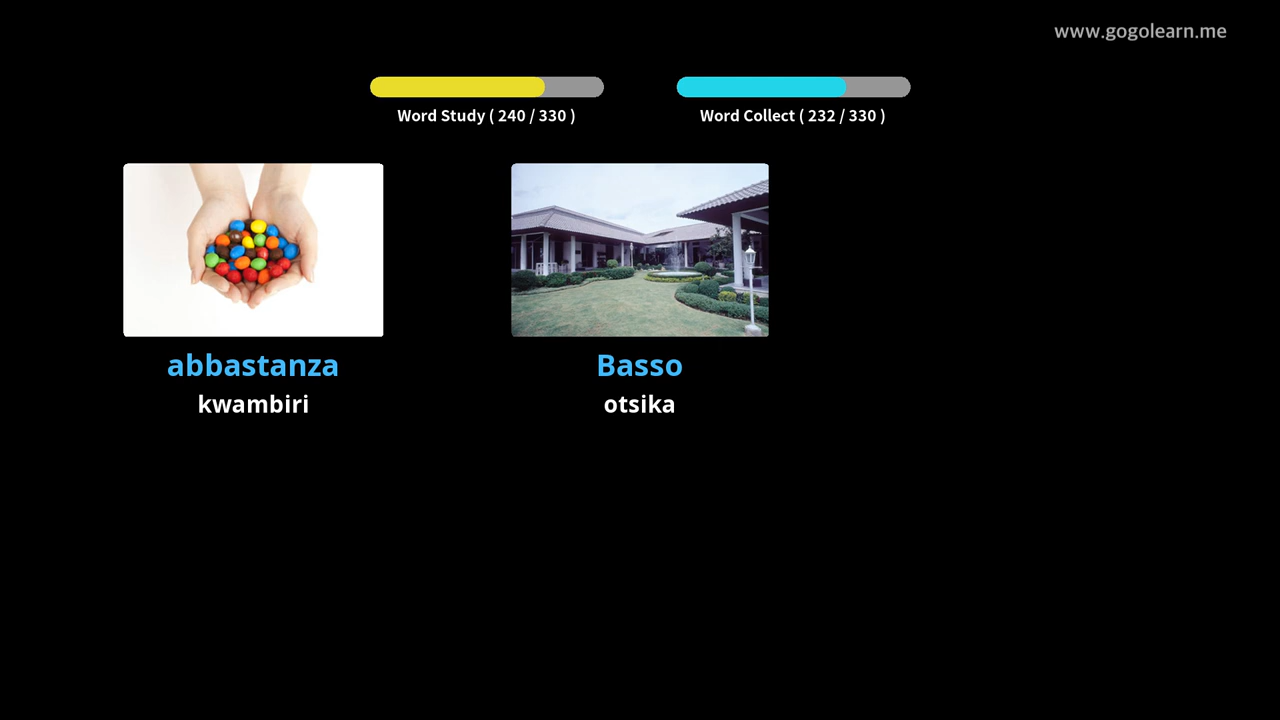 www.gogolearn.me
Word Study ( 240 / 330 )
Word Collect ( 232 / 330 )
abbastanza
kwambiri
Basso
otsika